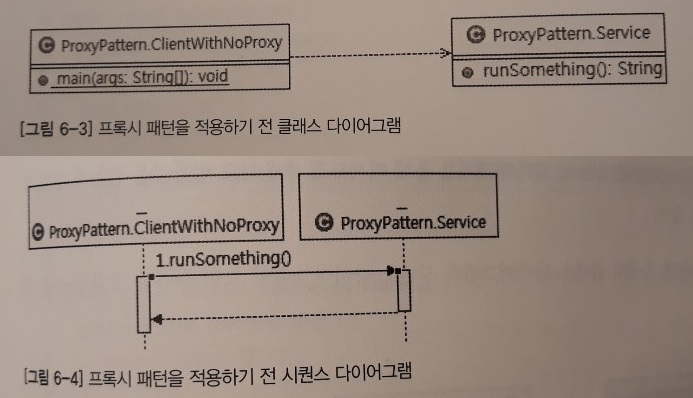 C ProxyPattern.ClientWithNoProxy
main(args: String[]): void
C ProxyPattern.Service
runSomething(): String
[그림 6-3] 프록시 패턴을 적용하기 전 클래스 다이어그램
C ProxyPattern.ClientWithNoProxy
C ProxyPattern.Service
1.runSomething()
[그림 6-4] 프록시 패턴을 적용하기 전 시퀀스 다이어그램